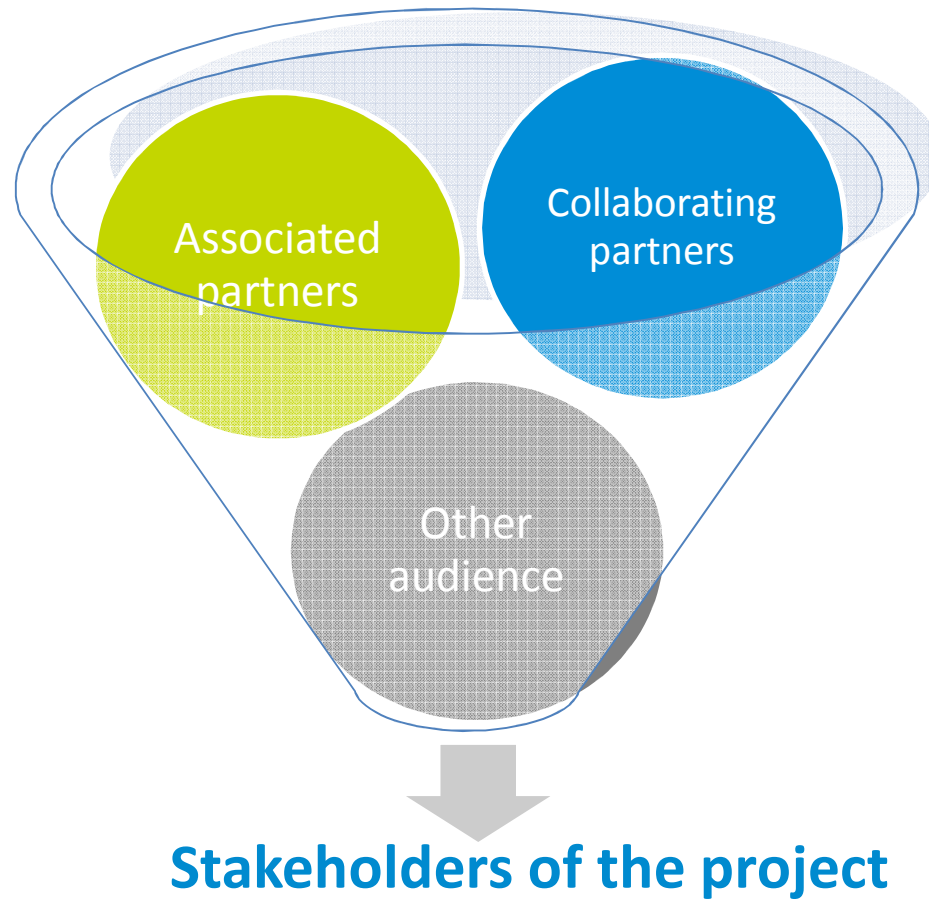 Associated
partners
Collaborating
partners
Other
audience
Stakeholders of the project